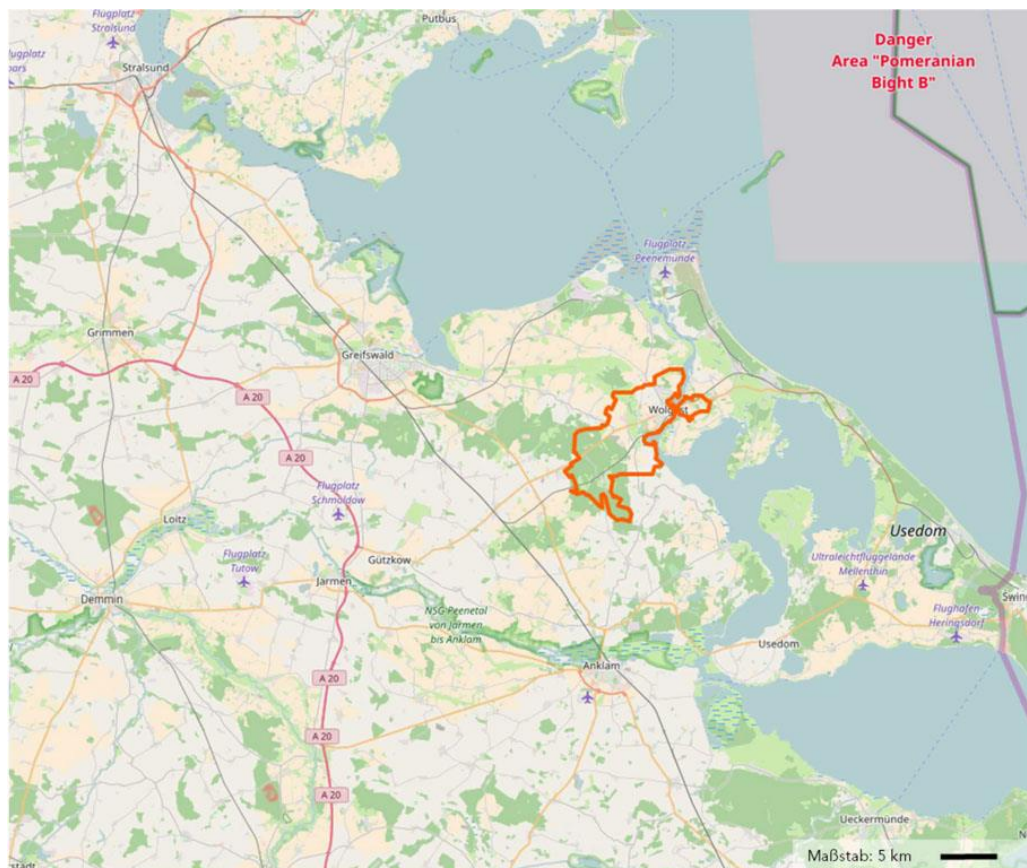 Flugplatz
Stralsund
Putbus
Flugplatz
Stralsund
Danger
Area "Pomeranian
Bight B"
Flugplatz
Peenemünde
Grimmen
Greifswald
A 20
A 20
Wolgast
A 20
Flugplatz
Schmoldow
Loitz
Usedom
Gützkow
Flugplatz
Tutow
Ultraleichtfluggelände
Mellenthin
Jarmen
Demmin
NSG Peenetal
von Jarmen
bis Anklam
Flughafen
Heringsdorf
Usedom
Anklam
A 20
A 20
A 20
Ueckermünde
Maßstab: 5 km